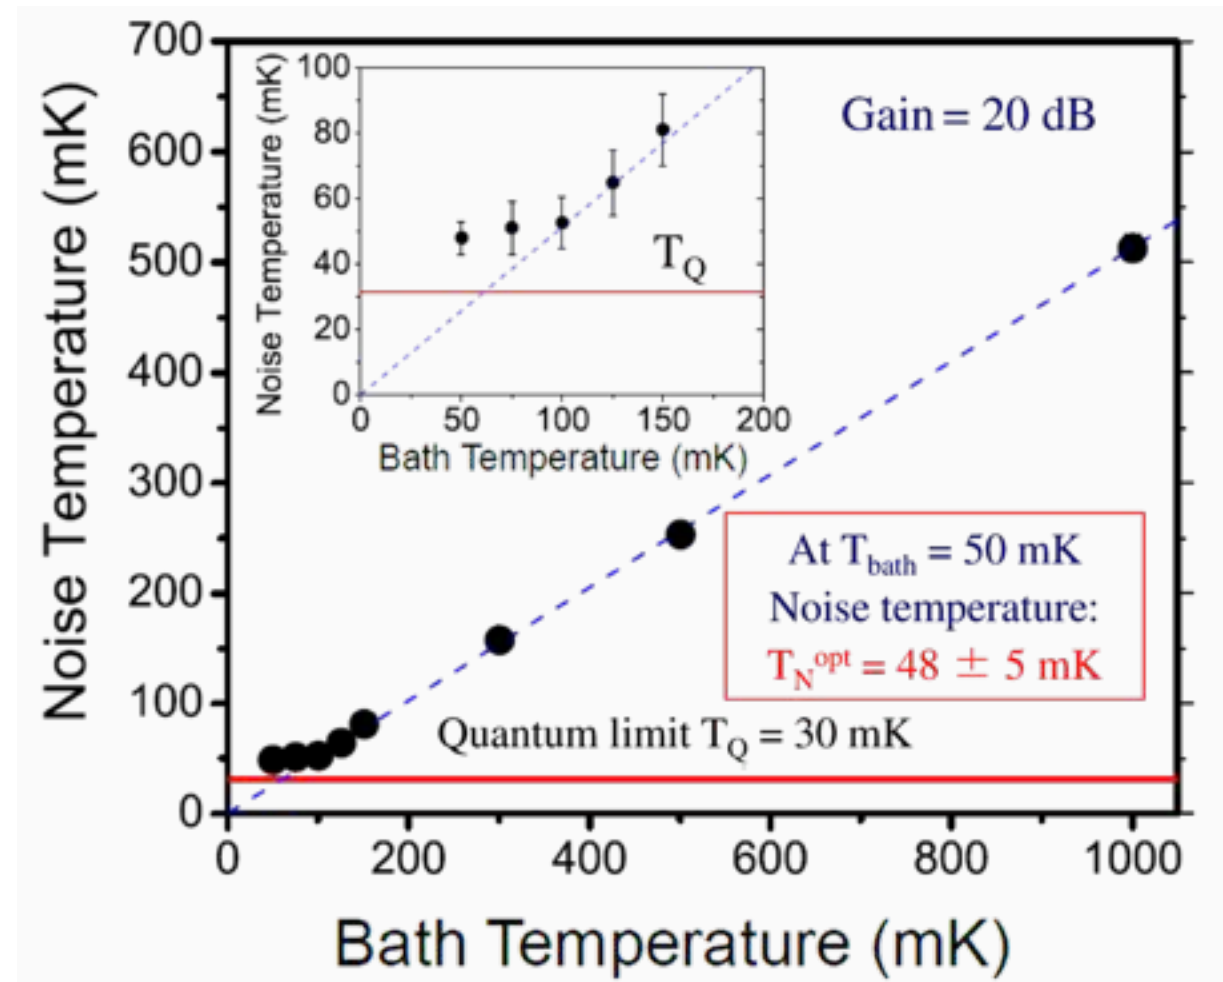 700
600
500
400
300
200
100
0
Noise Temperature (mK)
0
200
400
600
800
1000
Bath Temperature (mK)
100
80
60
40
20
0
Noise Temperature (mK)
0
50
100
150
200
Bath Temperature (mK)
T_Q
Gain = 20 dB
At T_bath = 50 mK
Noise temperature:
T_N^opt = 48 ± 5 mK
Quantum limit T_Q = 30 mK